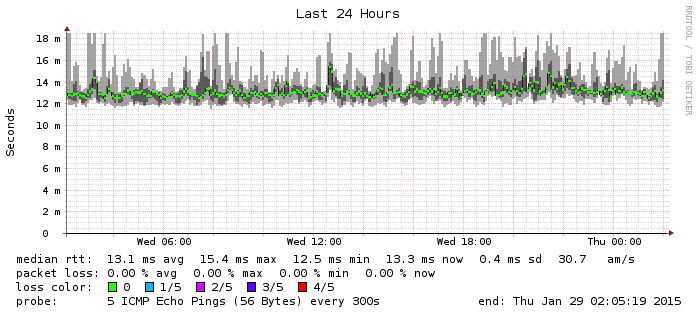 Last 24 Hours
RRDTOOL / TOBI OETIKER
Seconds
18 m
16 m
14 m
12 m
10 m
8 m
6 m
4 m
2 m
0
Wed 06:00 Wed 12:00 Wed 18:00 Thu 00:00
median rtt: 13.1 ms avg 15.4 ms max 12.5 ms min 13.3 ms now 0.4 ms sd 30.7 am/s
packet loss: 0.00 % avg 0.00 % max 0.00 % min 0.00 % now
loss color: 0 1/5 2/5 3/5 4/5
probe: 5 ICMP Echo Pings (56 Bytes) every 300s end: Thu Jan 29 02:05:19 2015